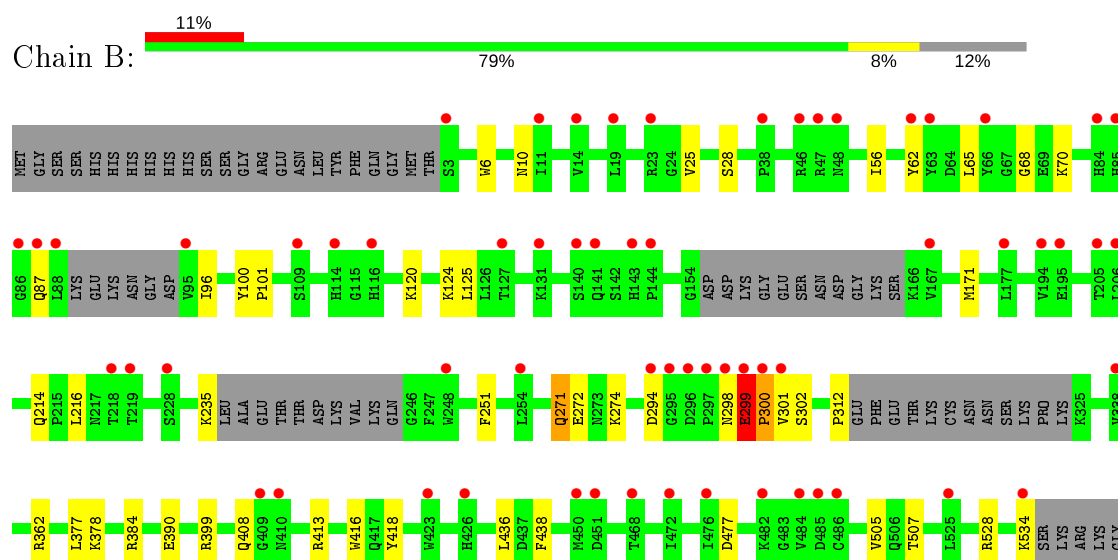 11%
Chain B:
79% 8% 12%
MET GLY SER SER HIS HIS HIS HIS HIS HIS HIS HIS SER SER GLY ARG GLU ASN LEU TYR PHE GLN GLY MET THR S3 W6 N10 I11 V14 L19 R23 G24 V25 S28 P38 R46 R47 N48 I56 Y62 Y63 D64 L65 Y66 G67 G68 E69 K70 H84 H85
G86 Q87 L88 LYS GLU LYS ASN GLY ASP V95 I96 Y100 P101 S109 H114 G115 H116 K120 K124 L125 L126 T127 K131 S140 Q141 S142 H143 P144 G154 ASP ASP LYS GLY GLU SER ASN ASP GLY LYS SER K166 V167 M171 L177 V194 E195 T205 L206
Q214 P215 L216 N217 T218 T219 S228 K235 LEU ALA GLU THR THR ASP LYS VAL LYS GLN G246 F247 W248 F251 L254 Q271 E272 N273 K274 D294 G295 D296 P297 N298 E299 P300 V301 S302 P312 GLU PHE GLU THR LYS CYS ASN ASN SER LYS PRO LYS K325
R362 L377 K378 R384 E390 R399 Q408 G409 N410 R413 W416 Q417 Y418 W423 H426 L436 D437 F438 M450 D451 T468 I472 I476 D477 K482 G483 V484 D485 C486 V505 Q506 T507 L525 R528 K534 SER LYS ARG LYS